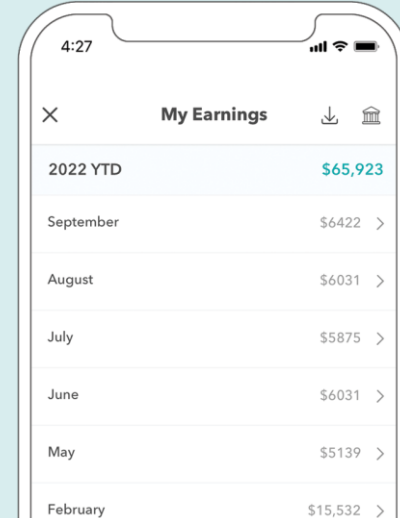 4:27
My Earnings
2022 YTD $65,923
September $6422
August $6031
July $5875
June $6031
May $5139
February $15,532